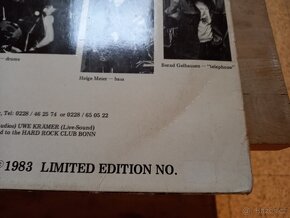 — drums
Helge Meier — bass
Bernd Gelhausen — "telephone"
Tel: 0228 / 46 25 74 or 0228 / 65 05 22
UWE KRÄMER (Live-Sound)
to the HARD ROCK CLUB BONN
℗1983 LIMITED EDITION NO.